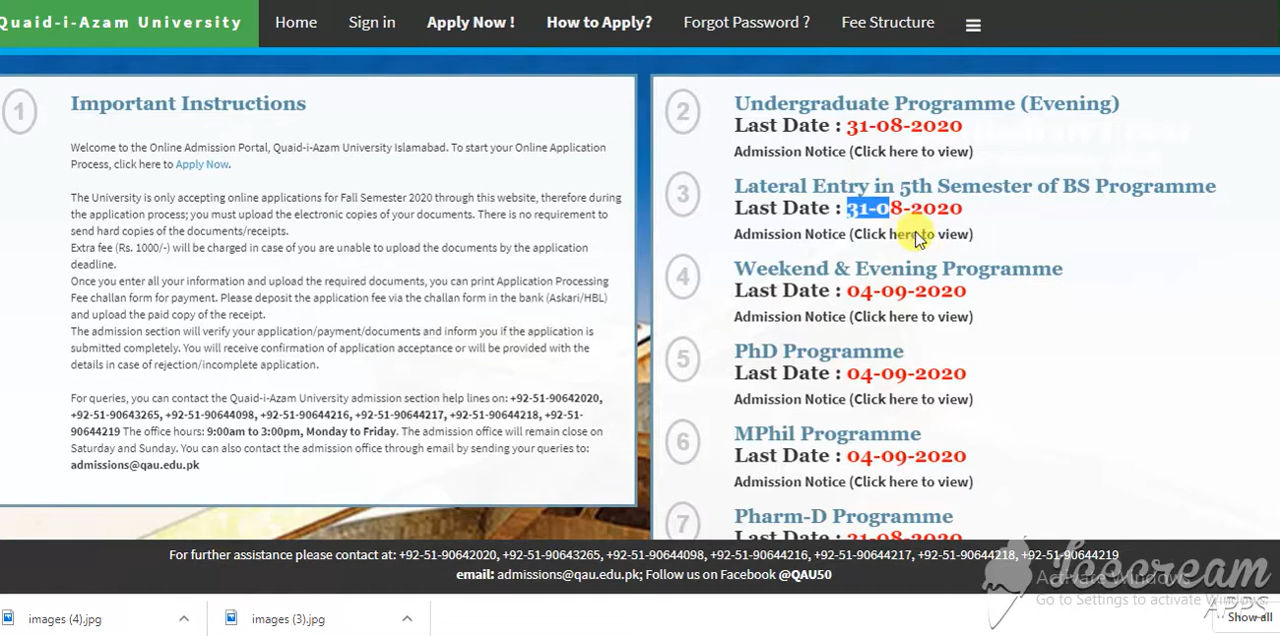 Quaid-i-Azam University
Home Sign in Apply Now ! How to Apply? Forgot Password ? Fee Structure
1
Important Instructions
Welcome to the Online Admission Portal, Quaid-i-Azam University Islamabad. To start your Online Application
Process, click here to Apply Now.
The University is only accepting online applications for Fall Semester 2020 through this website, therefore during
the application process; you must upload the electronic copies of your documents. There is no requirement to
send hard copies of the documents/receipts.
Extra fee (Rs. 1000/-) will be charged in case of you are unable to upload the documents by the application
deadline.
Once you enter all your information and upload the required documents, you can print Application Processing
Fee challan form for payment. Please deposit the application fee via the challan form in the bank (Askari/HBL)
and upload the paid copy of the receipt.
The admission section will verify your application/payment/documents and inform you if the application is
submitted completely. You will receive confirmation of application acceptance or will be provided with the
details in case of rejection/incomplete application.
For queries, you can contact the Quaid-i-Azam University admission section help lines on: +92-51-90642020,
+92-51-90643265, +92-51-90644098, +92-51-90644216, +92-51-90644217, +92-51-90644218, +92-51-
90644219 The office hours: 9:00am to 3:00pm, Monday to Friday. The admission office will remain close on
Saturday and Sunday. You can also contact the admission office through email by sending your queries to:
admissions@qau.edu.pk
2
Undergraduate Programme (Evening)
Last Date : 31-08-2020
Admission Notice (Click here to view)
3
Lateral Entry in 5th Semester of BS Programme
Last Date : 31-08-2020
Admission Notice (Click here to view)
4
Weekend & Evening Programme
Last Date : 04-09-2020
Admission Notice (Click here to view)
5
PhD Programme
Last Date : 04-09-2020
Admission Notice (Click here to view)
6
MPhil Programme
Last Date : 04-09-2020
Admission Notice (Click here to view)
7
Pharm-D Programme
Last Date : 31-08-2020
For further assistance please contact at: +92-51-90642020, +92-51-90643265, +92-51-90644098, +92-51-90644216, +92-51-90644217, +92-51-90644218, +92-51-90644219
email: admissions@qau.edu.pk; Follow us on Facebook @QAU50
Icecream
APPS
Activate Windows
Go to Settings to activate Windows.
images (4).jpg
images (3).jpg
Show all